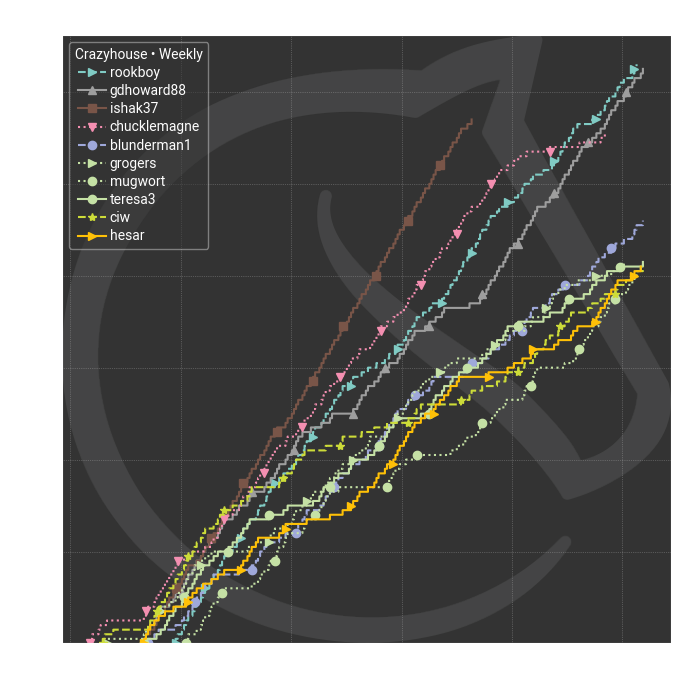 Crazyhouse • Weekly
rookboy
gdhoward88
ishak37
chucklemagne
blunderman1
grogers
mugwort
teresa3
ciw
hesar